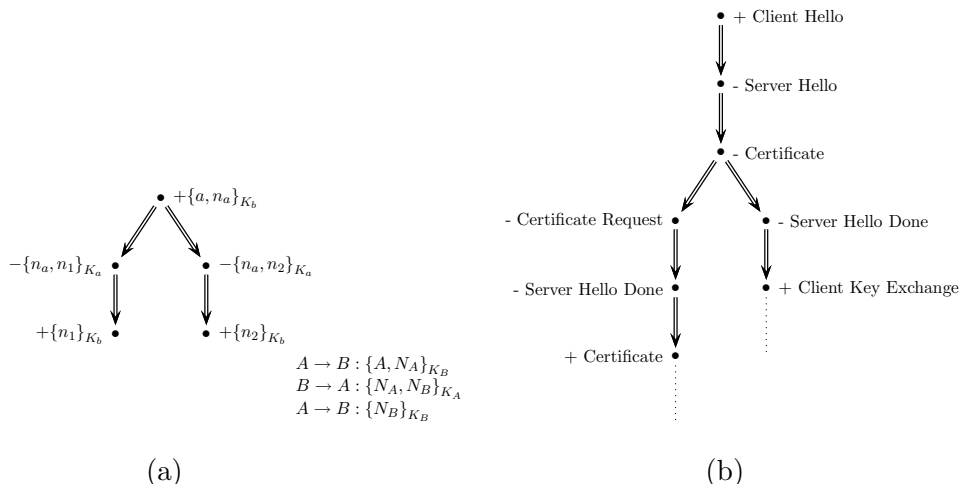 +{a, n_a}_{K_b}
−{n_a, n_1}_{K_a}
−{n_a, n_2}_{K_a}
+{n_1}_{K_b}
+{n_2}_{K_b}
A → B : {A, N_A}_{K_B}
B → A : {N_A, N_B}_{K_A}
A → B : {N_B}_{K_B}
(a)
+ Client Hello
- Server Hello
- Certificate
- Certificate Request
- Server Hello Done
- Server Hello Done
+ Client Key Exchange
+ Certificate
(b)